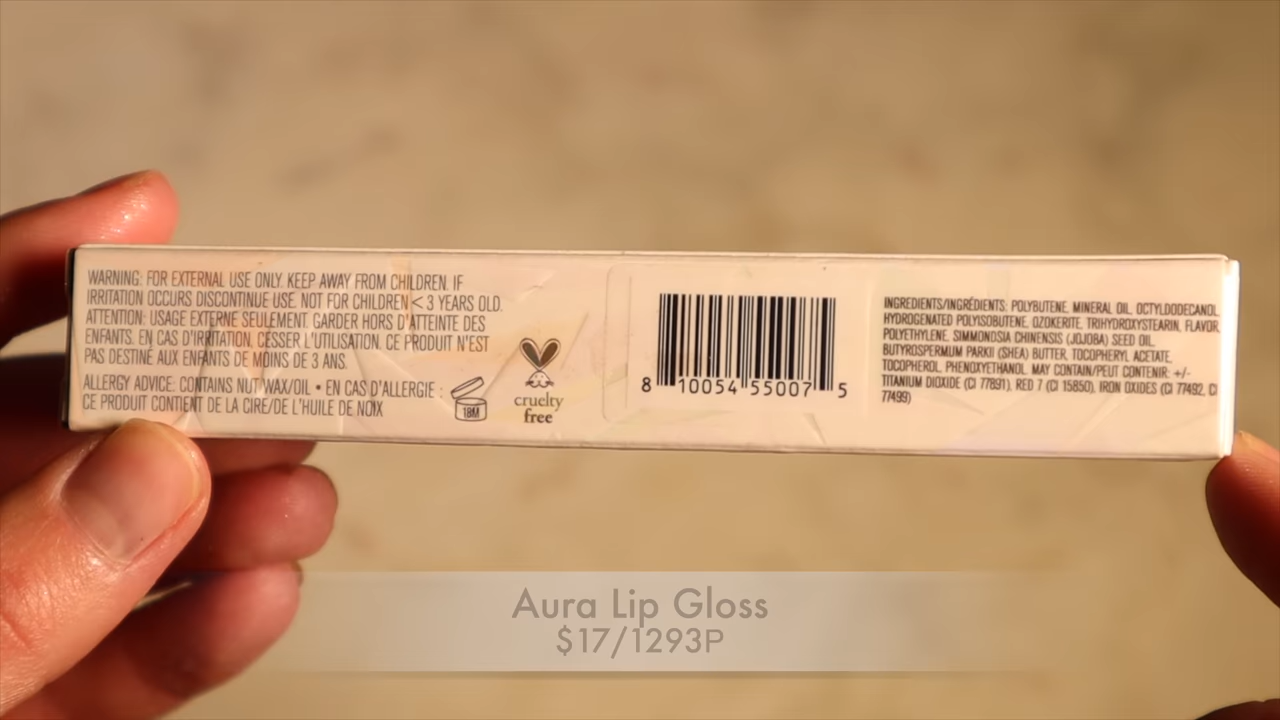 WARNING: FOR EXTERNAL USE ONLY. KEEP AWAY FROM CHILDREN. IF
IRRITATION OCCURS DISCONTINUE USE. NOT FOR CHILDREN < 3 YEARS OLD.
ATTENTION: USAGE EXTERNE SEULEMENT. GARDER HORS D'ATTEINTE DES
ENFANTS. EN CAS D'IRRITATION, CESSER L'UTILISATION. CE PRODUIT N'EST
PAS DESTINÉ AUX ENFANTS DE MOINS DE 3 ANS.
ALLERGY ADVICE: CONTAINS NUT WAX/OIL • EN CAS D'ALLERGIE :
CE PRODUIT CONTIENT DE LA CIRE/DE L'HUILE DE NOIX
18M
cruelty
free
8 10054 55007 5
INGREDIENTS/INGRÉDIENTS: POLYBUTENE, MINERAL OIL, OCTYLDODECANOL,
HYDROGENATED POLYISOBUTENE, OZOKERITE, TRIHYDROXYSTEARIN, FLAVOR,
POLYETHYLENE, SIMMONDSIA CHINENSIS (JOJOBA) SEED OIL,
BUTYROSPERMUM PARKII (SHEA) BUTTER, TOCOPHERYL ACETATE,
TOCOPHEROL, PHENOXYETHANOL. MAY CONTAIN/PEUT CONTENIR: +/-
TITANIUM DIOXIDE (CI 77891), RED 7 (CI 15850), IRON OXIDES (CI 77492, CI
77499)
Aura Lip Gloss
$17/1293P